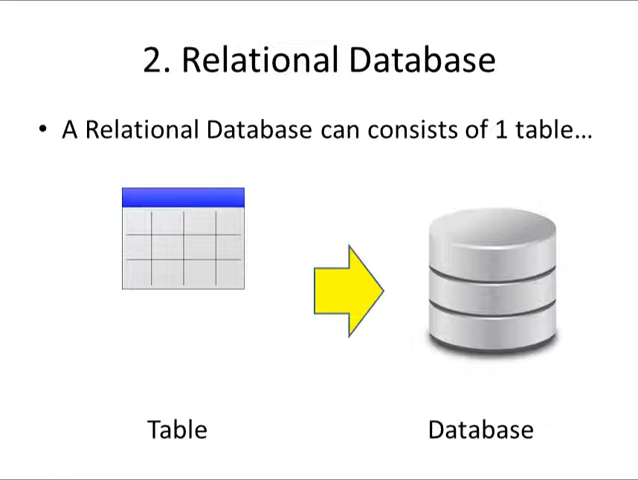 2. Relational Database
• A Relational Database can consists of 1 table…
Table
Database